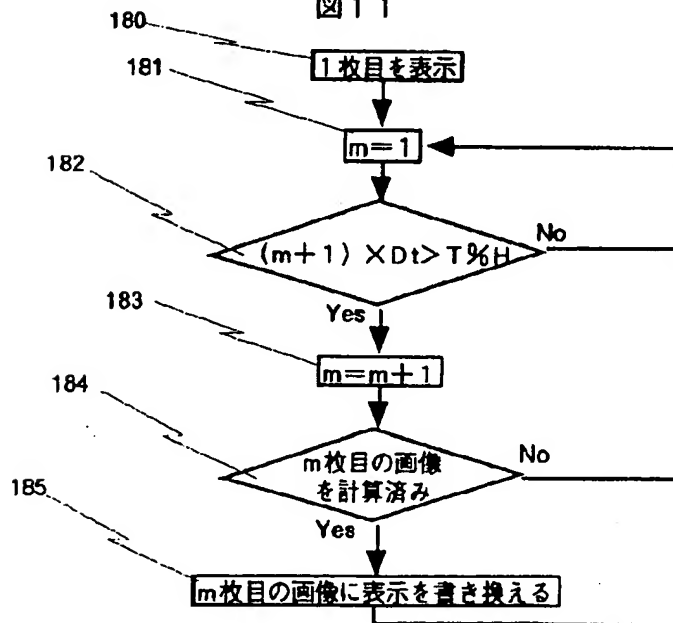 図11
180
1枚目を表示
181
m=1
182
(m+1)×Dt>T%H
No
Yes
183
m=m+1
184
m枚目の画像
を計算済み
No
Yes
185
m枚目の画像に表示を書き換える